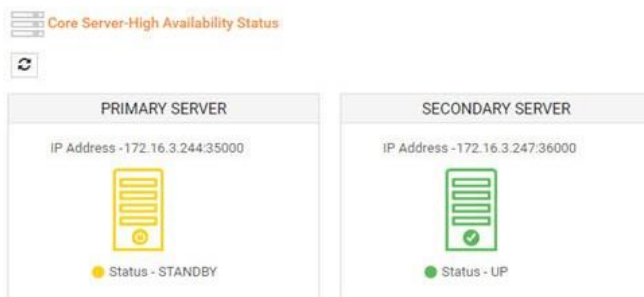 Core Server-High Availability Status
PRIMARY SERVER
IP Address -172.16.3.244:35000
Status - STANDBY
SECONDARY SERVER
IP Address -172.16.3.247:36000
Status - UP